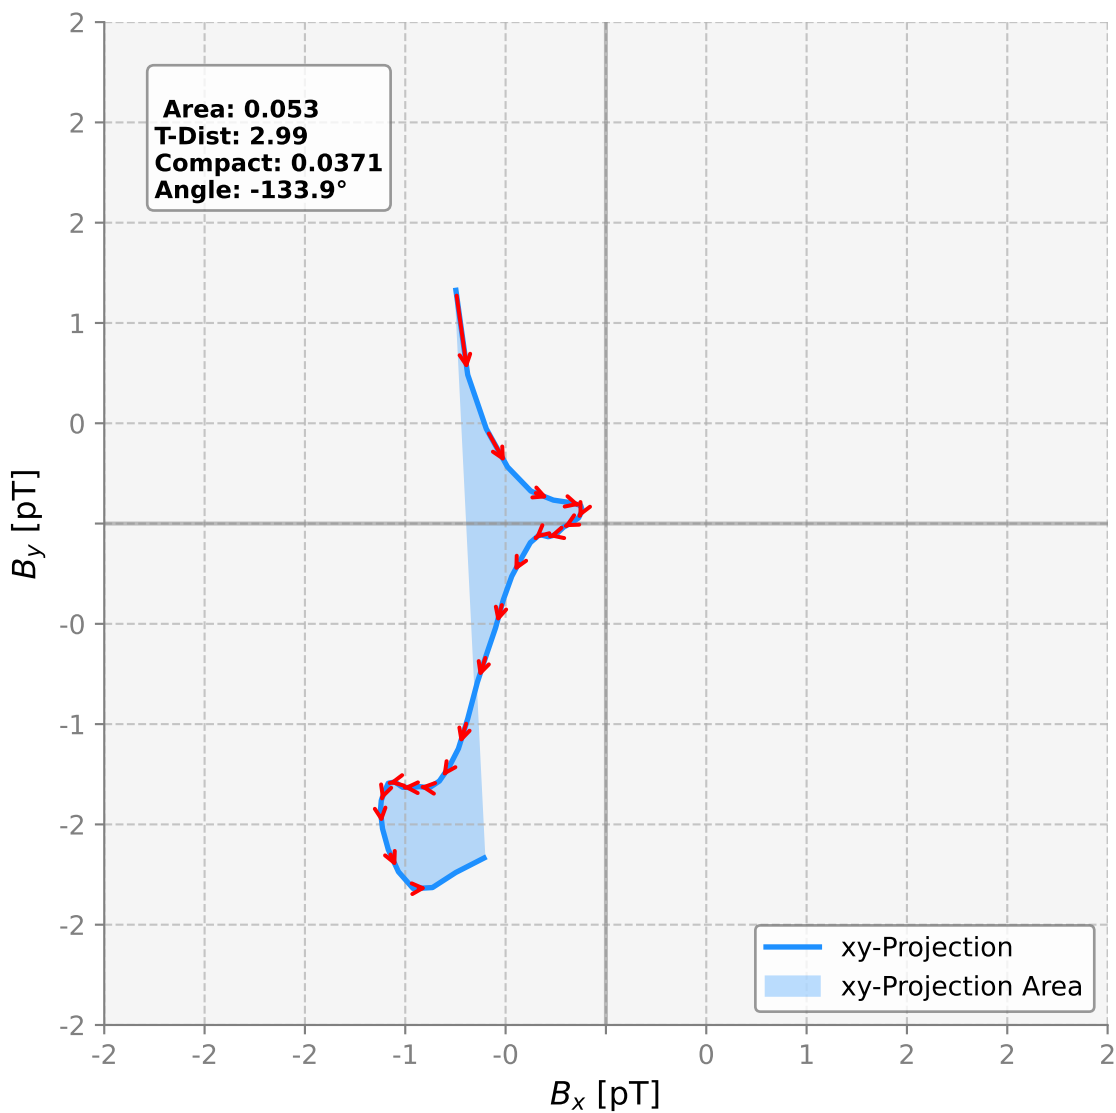 2
2
2
1
0
-0
-1
-2
-2
-2
Area: 0.053
T-Dist: 2.99
Compact: 0.0371
Angle: -133.9°
B_y [pT]
xy-Projection
xy-Projection Area
-2 -2 -2 -1 -0 0 1 2 2 2
B_x [pT]